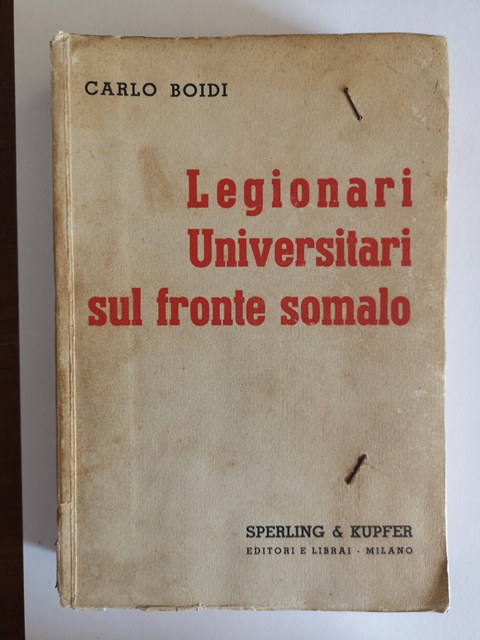 CARLO BOIDI
Legionari
Universitari
sul fronte somalo
SPERLING & KUPFER
EDITORI E LIBRAI - MILANO